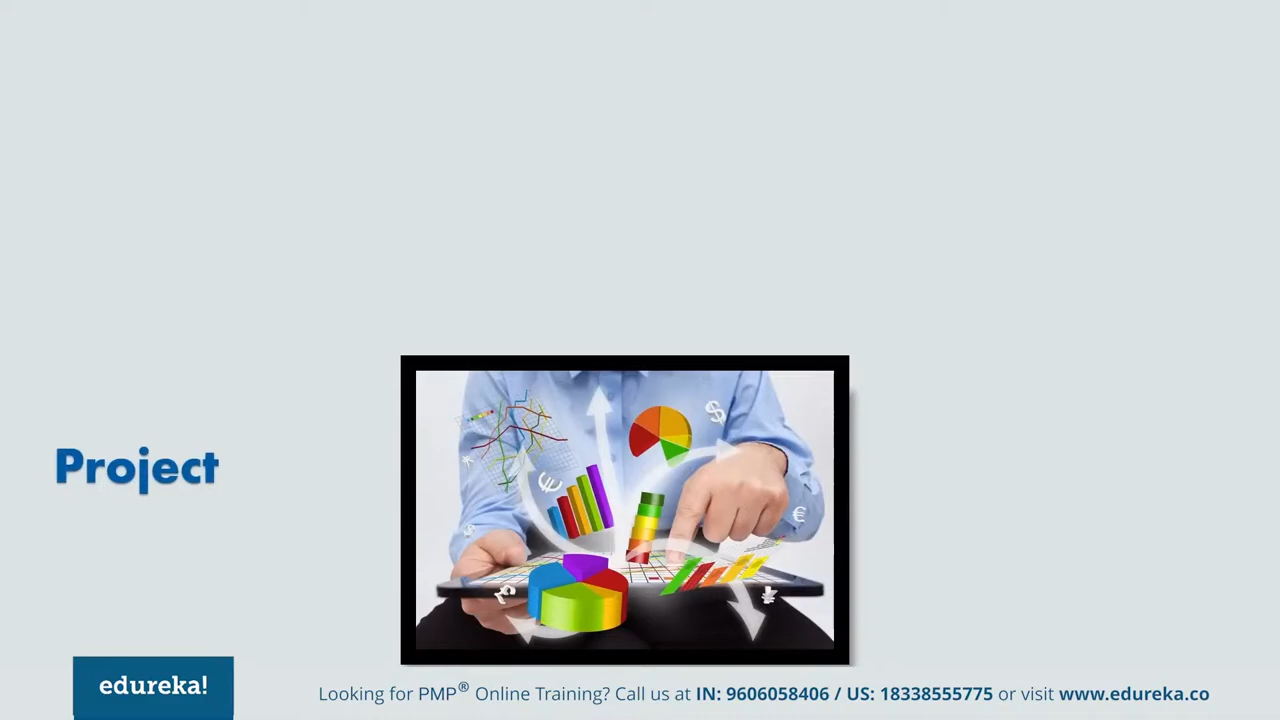 Project
edureka!
Looking for PMP® Online Training? Call us at IN: 9606058406 / US: 18338555775 or visit www.edureka.co